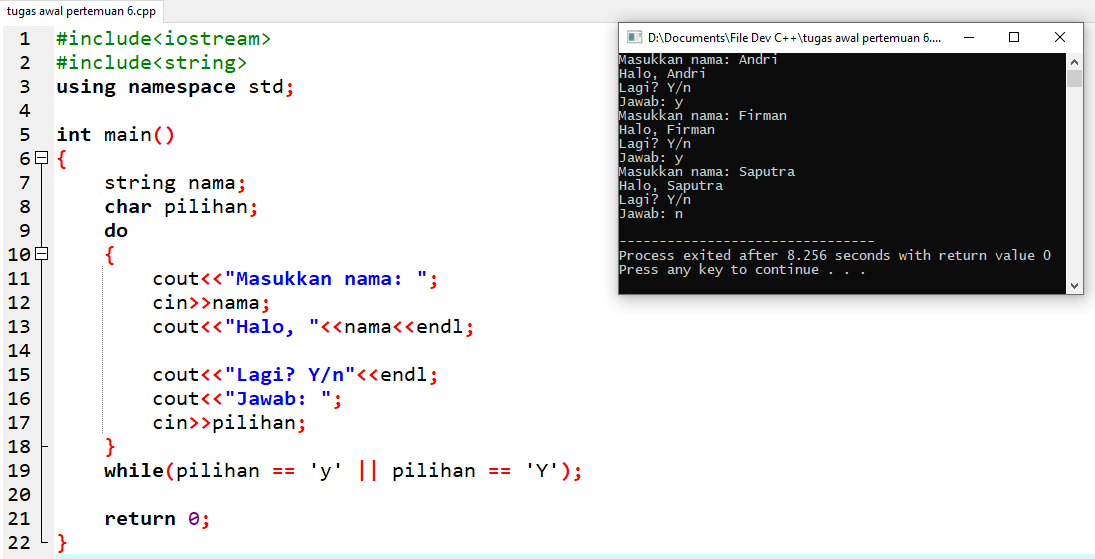 tugas awal pertemuan 6.cpp
1 #include<iostream>
2 #include<string>
3 using namespace std;
4
5 int main()
6 {
7 string nama;
8 char pilihan;
9 do
10 {
11 cout<<"Masukkan nama: ";
12 cin>>nama;
13 cout<<"Halo, "<<nama<<endl;
14
15 cout<<"Lagi? Y/n"<<endl;
16 cout<<"Jawab: ";
17 cin>>pilihan;
18 }
19 while(pilihan == 'y' || pilihan == 'Y');
20
21 return 0;
22 }
D:\Documents\File Dev C++\tugas awal pertemuan 6....
Masukkan nama: Andri
Halo, Andri
Lagi? Y/n
Jawab: y
Masukkan nama: Firman
Halo, Firman
Lagi? Y/n
Jawab: y
Masukkan nama: Saputra
Halo, Saputra
Lagi? Y/n
Jawab: n
--------------------------------
Process exited after 8.256 seconds with return value 0
Press any key to continue . . .